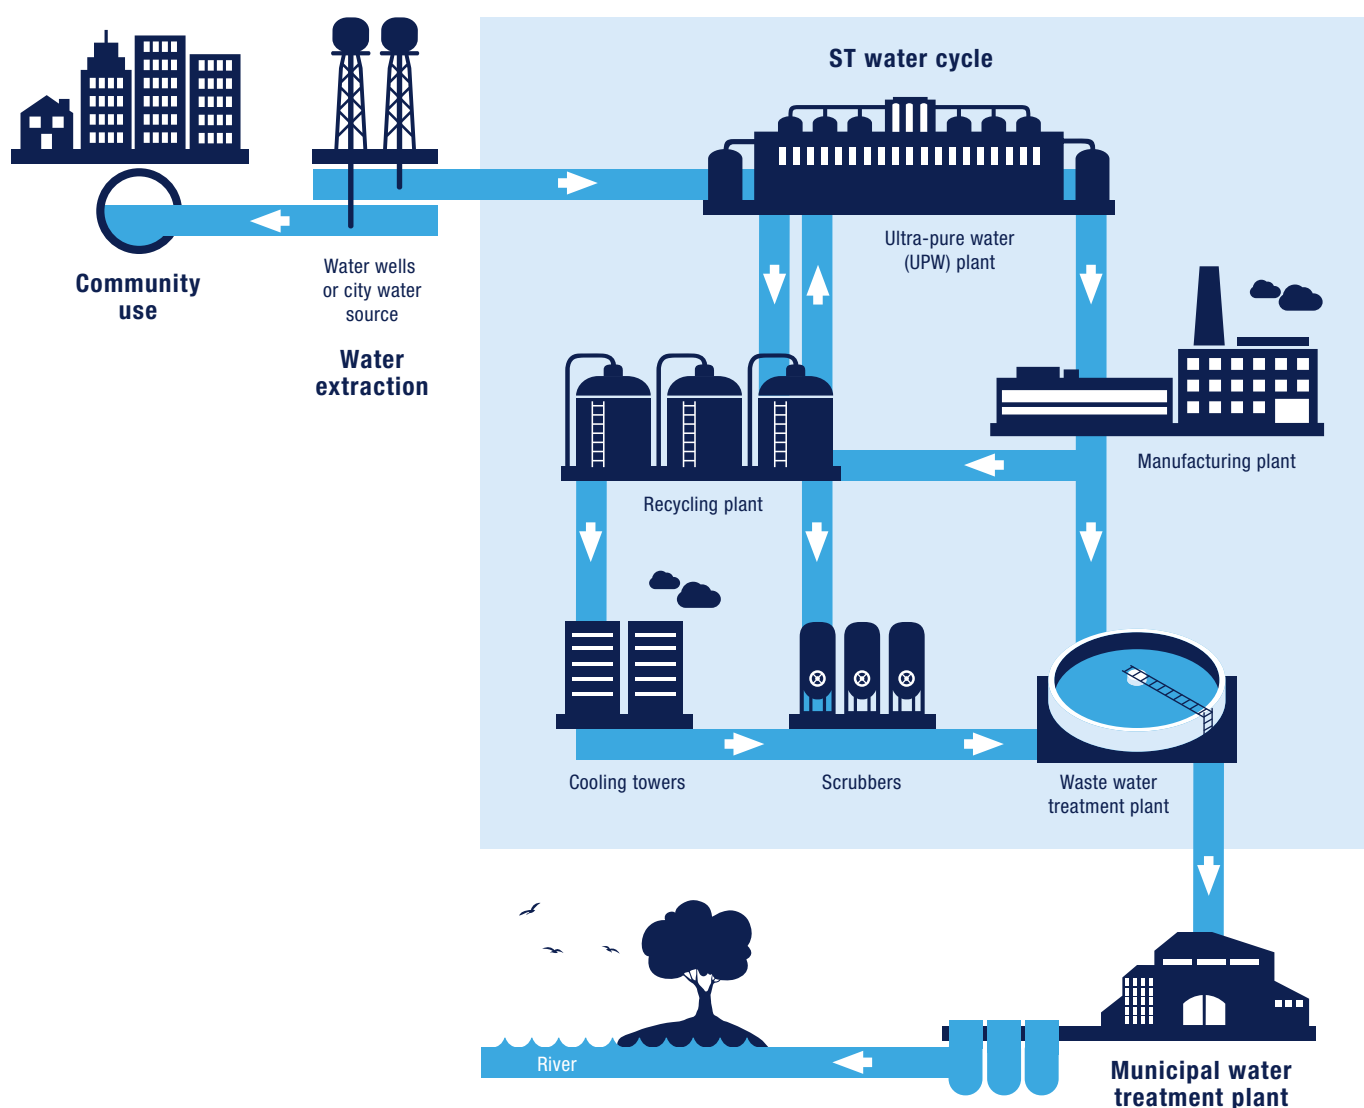 ST water cycle
Ultra-pure water
(UPW) plant
Community
use
Water wells
or city water
source
Water
extraction
Manufacturing plant
Recycling plant
Cooling towers
Scrubbers
Waste water
treatment plant
River
Municipal water
treatment plant